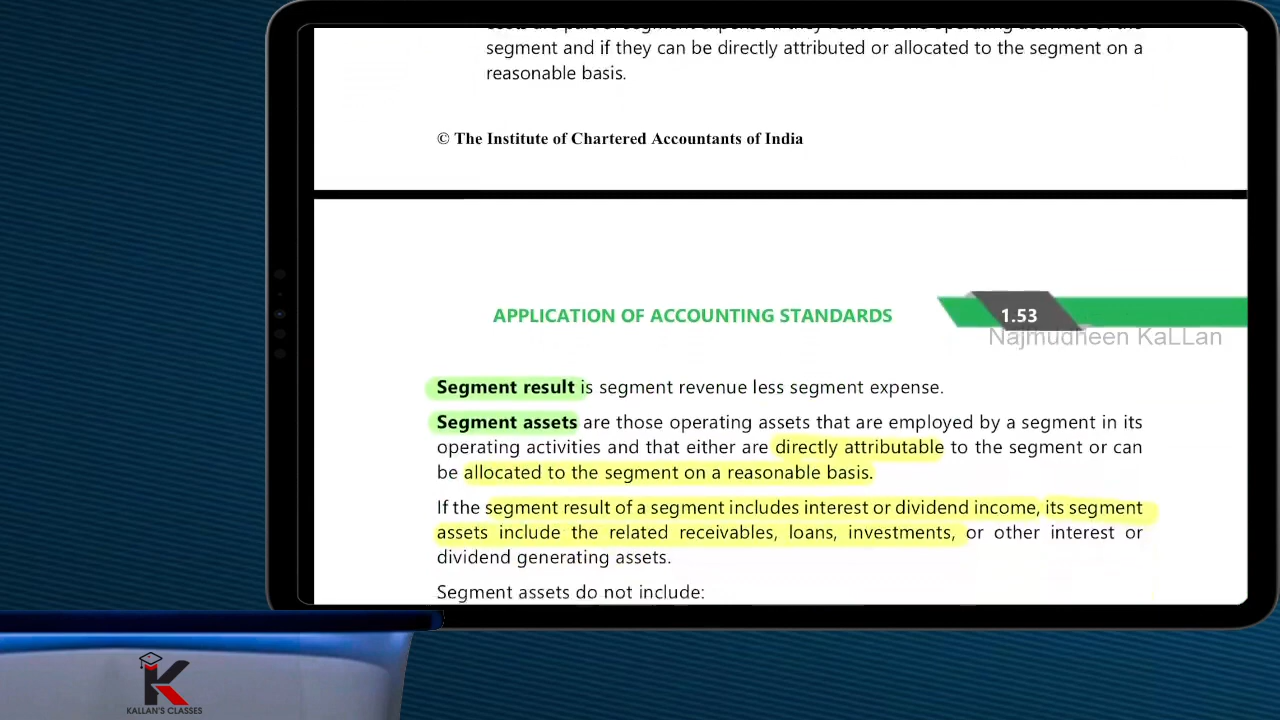 segment and if they can be directly attributed or allocated to the segment on a
reasonable basis.
© The Institute of Chartered Accountants of India
APPLICATION OF ACCOUNTING STANDARDS
1.53
Najmudheen KaLLan
Segment result is segment revenue less segment expense.
Segment assets are those operating assets that are employed by a segment in its
operating activities and that either are directly attributable to the segment or can
be allocated to the segment on a reasonable basis.
If the segment result of a segment includes interest or dividend income, its segment
assets include the related receivables, loans, investments, or other interest or
dividend generating assets.
Segment assets do not include:
K
KALLAN'S CLASSES